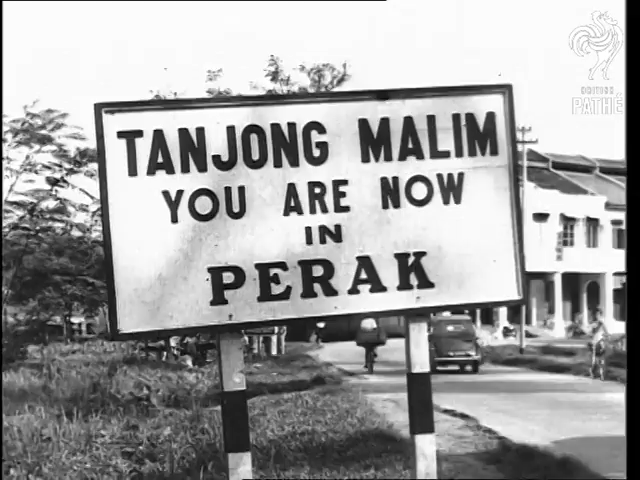 TANJONG MALIM
YOU ARE NOW
IN
PERAK
BRITISH
PATHÉ